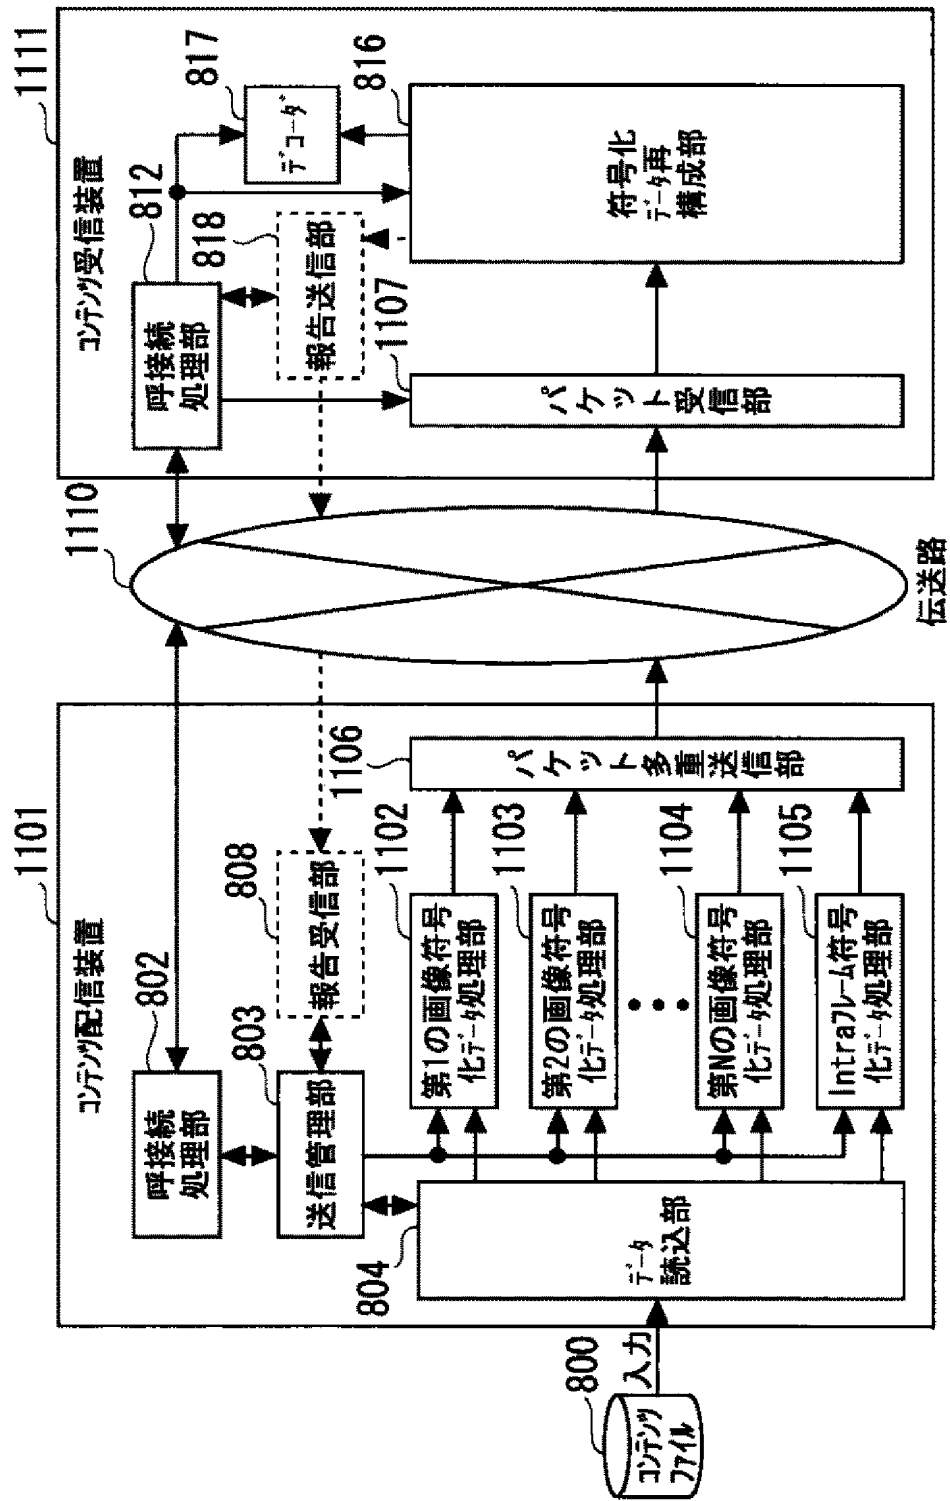 1101
コンテンツ配信装置
802
呼接続
処理部
803
送信管理部
808
報告受信部
804
データ
読込部
800
コンテンツ
ファイル
入力
1102
第1の画像符号
化データ処理部
1103
第2の画像符号
化データ処理部
1104
第Nの画像符号
化データ処理部
1105
Intraフレーム符号
化データ処理部
1106
パケット多重送信部
1110
伝送路
1111
コンテンツ受信装置
812
呼接続
処理部
818
報告送信部
817
デコーダ
1107
パケット受信部
816
符号化
データ再
構成部